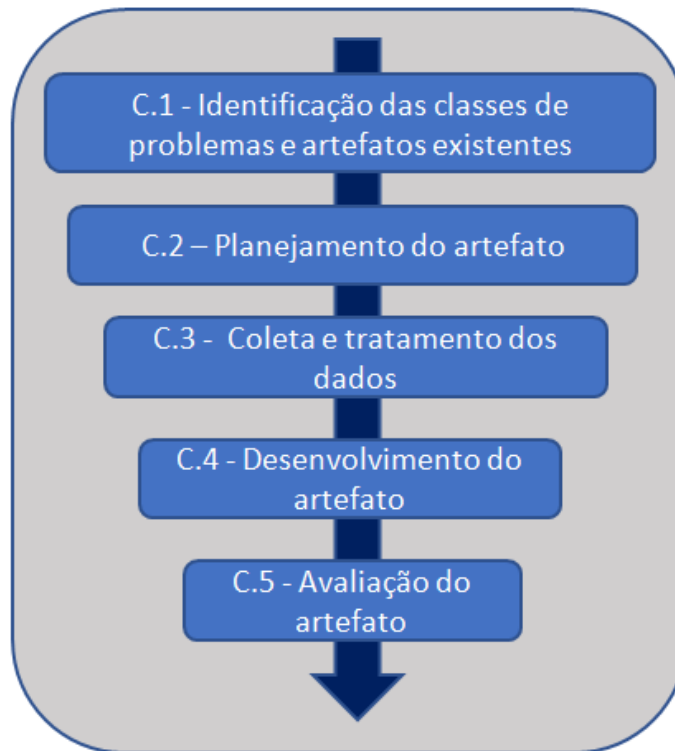 C.1 - Identificação das classes de
problemas e artefatos existentes
C.2 – Planejamento do artefato
C.3 - Coleta e tratamento dos
dados
C.4 - Desenvolvimento do
artefato
C.5 - Avaliação do
artefato